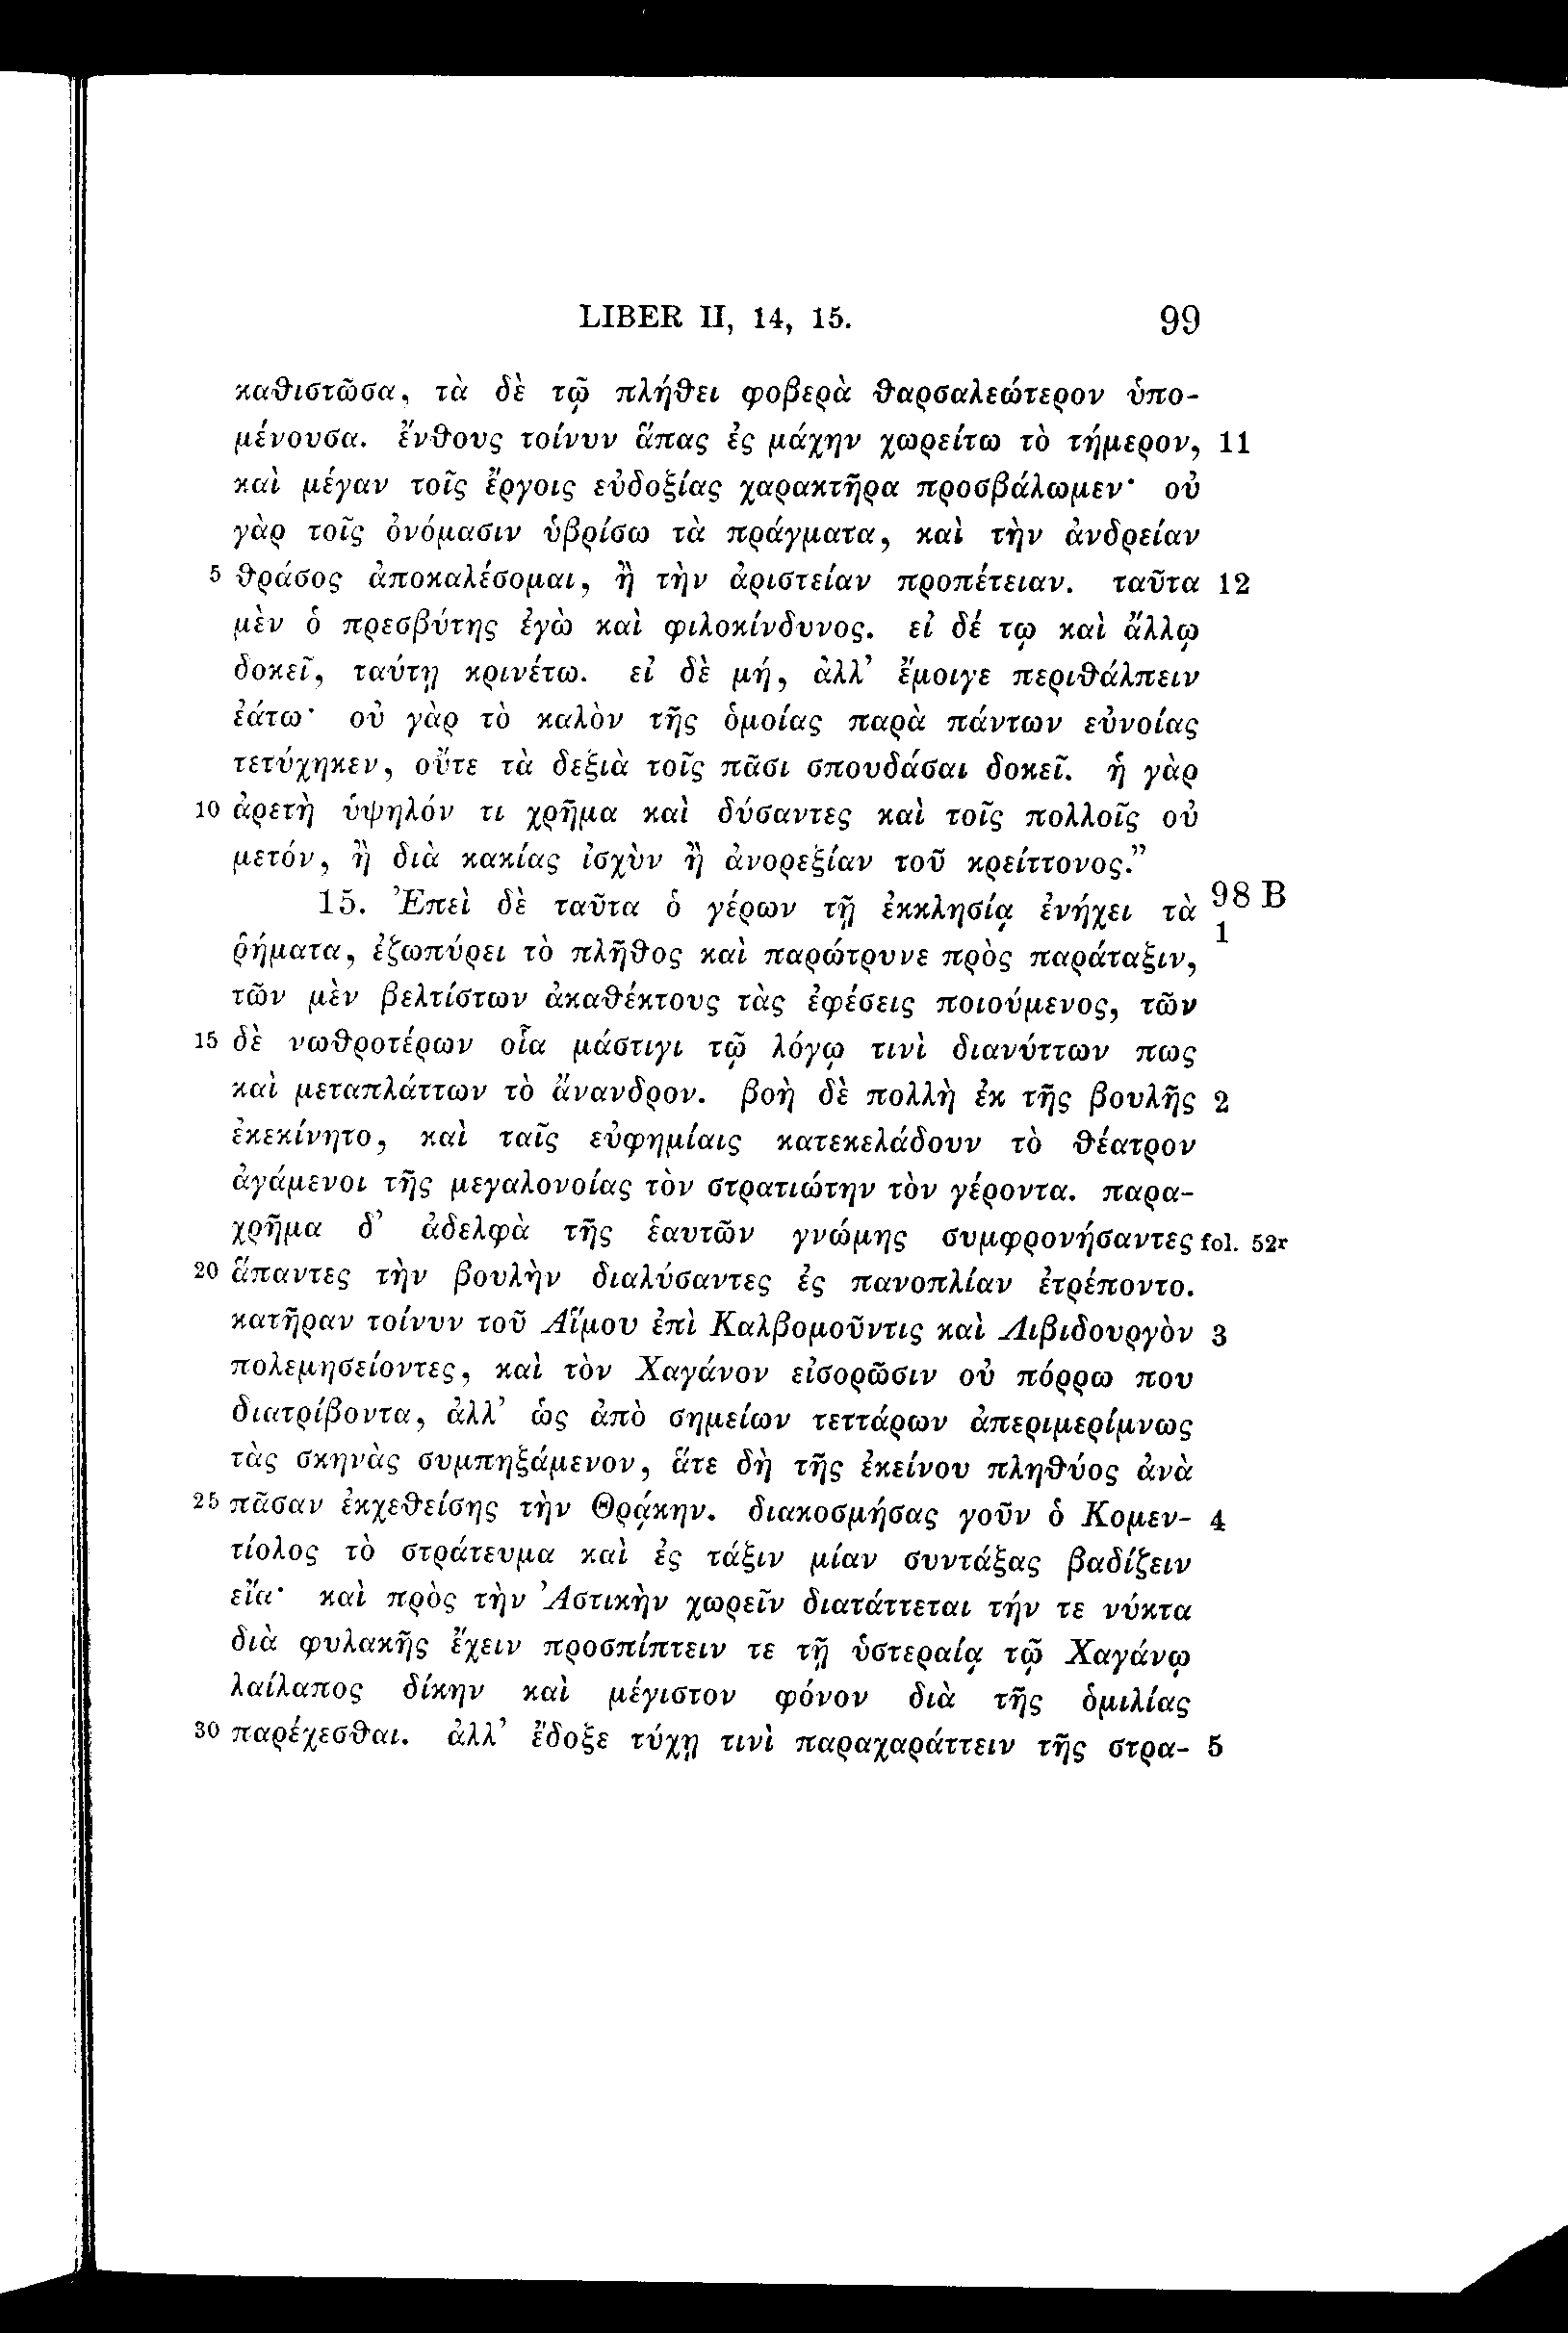 LIBER II, 14, 15. 99
καθιστῶσα, τὰ δὲ τῷ πλήθει φοβερὰ θαρσαλεώτερον ὑπο-
μένουσα. ἔνθους τοίνυν ἅπας ἐς μάχην χωρείτω τὸ τήμερον, 11
καὶ μέγαν τοῖς ἔργοις εὐδοξίας χαρακτῆρα προσβάλωμεν· οὐ
γὰρ τοῖς ὀνόμασιν ὑβρίσω τὰ πράγματα, καὶ τὴν ἀνδρείαν
5 θράσος ἀποκαλέσομαι, ἢ τὴν ἀριστείαν προπέτειαν. ταῦτα 12
μὲν ὁ πρεσβύτης ἐγὼ καὶ φιλοκίνδυνος. εἰ δέ τῳ καὶ ἄλλῳ
δοκεῖ, ταύτῃ κρινέτω. εἰ δὲ μή, ἀλλ’ ἔμοιγε περιθάλπειν
ἐάτω· οὐ γὰρ τὸ καλὸν τῆς ὁμοίας παρὰ πάντων εὐνοίας
τετύχηκεν, οὔτε τὰ δεξιὰ τοῖς πᾶσι σπουδάσαι δοκεῖ. ἡ γὰρ
10 ἀρετὴ ὑψηλόν τι χρῆμα καὶ δύσαντες καὶ τοῖς πολλοῖς οὐ
μετόν, ἢ διὰ κακίας ἰσχὺν ἢ ἀνορεξίαν τοῦ κρείττονος.”
15. Ἐπεὶ δὲ ταῦτα ὁ γέρων τῇ ἐκκλησίᾳ ἐνήχει τὰ 98 B
1
ῥήματα, ἐζωπύρει τὸ πλῆθος καὶ παρώτρυνε πρὸς παράταξιν,
τῶν μὲν βελτίστων ἀκαθέκτους τὰς ἐφέσεις ποιούμενος, τῶν
15 δὲ νωθροτέρων οἷα μάστιγι τῷ λόγῳ τινὶ διανύττων πως
καὶ μεταπλάττων τὸ ἄνανδρον. βοὴ δὲ πολλὴ ἐκ τῆς βουλῆς 2
ἐκεκίνητο, καὶ ταῖς εὐφημίαις κατεκελάδουν τὸ θέατρον
ἀγάμενοι τῆς μεγαλονοίας τὸν στρατιώτην τὸν γέροντα. παρα-
χρῆμα δ’ ἀδελφὰ τῆς ἑαυτῶν γνώμης συμφρονήσαντες fol. 52r
20 ἅπαντες τὴν βουλὴν διαλύσαντες ἐς πανοπλίαν ἐτρέποντο.
κατῆραν τοίνυν τοῦ Αἵμου ἐπὶ Καλβομοῦντις καὶ Λιβιδουργὸν 3
πολεμησείοντες, καὶ τὸν Χαγάνον εἰσορῶσιν οὐ πόρρω που
διατρίβοντα, ἀλλ’ ὡς ἀπὸ σημείων τεττάρων ἀπεριμερίμνως
τὰς σκηνὰς συμπηξάμενον, ἅτε δὴ τῆς ἐκείνου πληθύος ἀνὰ
25 πᾶσαν ἐκχεθείσης τὴν Θρᾴκην. διακοσμήσας γοῦν ὁ Κομεν- 4
τίολος τὸ στράτευμα καὶ ἐς τάξιν μίαν συντάξας βαδίζειν
εἴα· καὶ πρὸς τὴν Ἀστικὴν χωρεῖν διατάττεται τήν τε νύκτα
διὰ φυλακῆς ἔχειν προσπίπτειν τε τῇ ὑστεραίᾳ τῷ Χαγάνῳ
λαίλαπος δίκην καὶ μέγιστον φόνον διὰ τῆς ὁμιλίας
30 παρέχεσθαι. ἀλλ’ ἔδοξε τύχῃ τινὶ παραχαράττειν τῆς στρα- 5